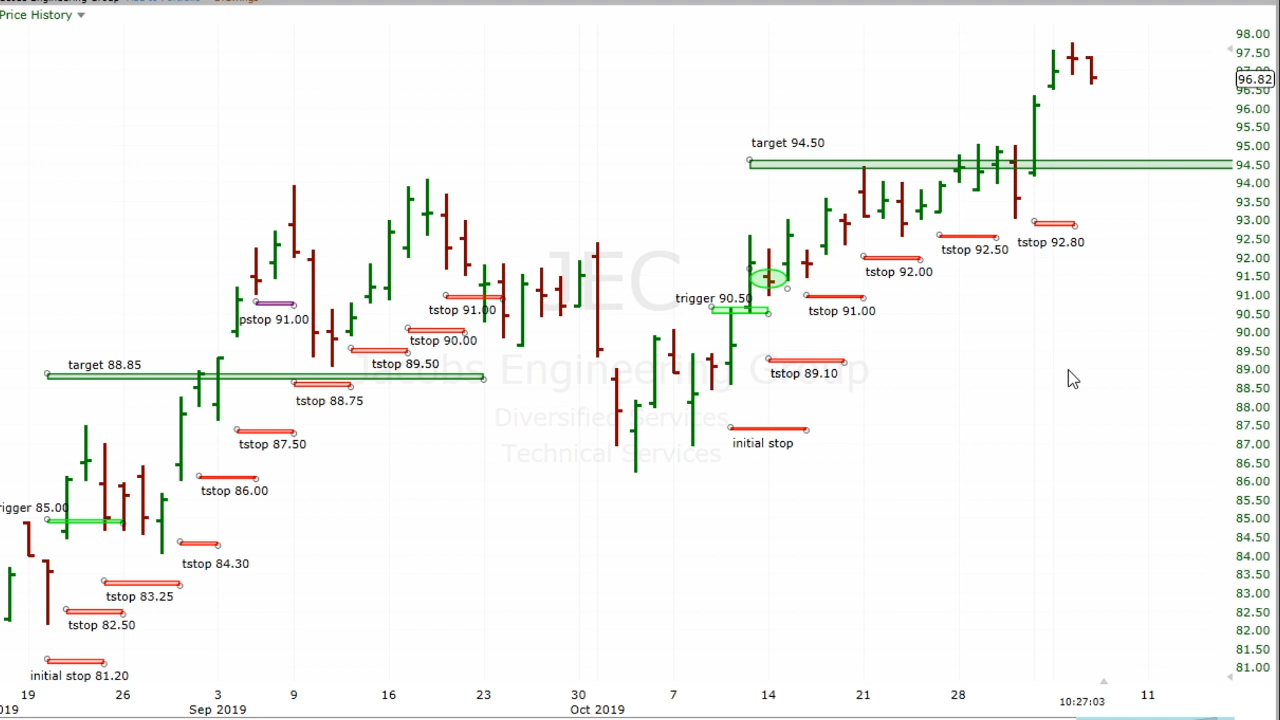 Price History
98.00
97.50
97.00
96.82
96.50
96.00
95.50
95.00
94.50
94.00
93.50
93.00
92.50
92.00
91.50
91.00
90.50
90.00
89.50
89.00
88.50
88.00
87.50
87.00
86.50
86.00
85.50
85.00
84.50
84.00
83.50
83.00
82.50
82.00
81.50
81.00
target 94.50
JEC
Jacobs Engineering Group
Diversified Services
Technical Services
tstop 92.80
tstop 92.50
tstop 92.00
trigger 90.50
tstop 91.00
pstop 91.00
tstop 91.00
tstop 90.00
tstop 89.50
target 88.85
tstop 89.10
tstop 88.75
tstop 87.50
initial stop
tstop 86.00
rigger 85.00
tstop 84.30
tstop 83.25
tstop 82.50
initial stop 81.20
19 26 3 9 16 23 30 7 14 21 28 10:27:03 11
2019 Sep 2019 Oct 2019